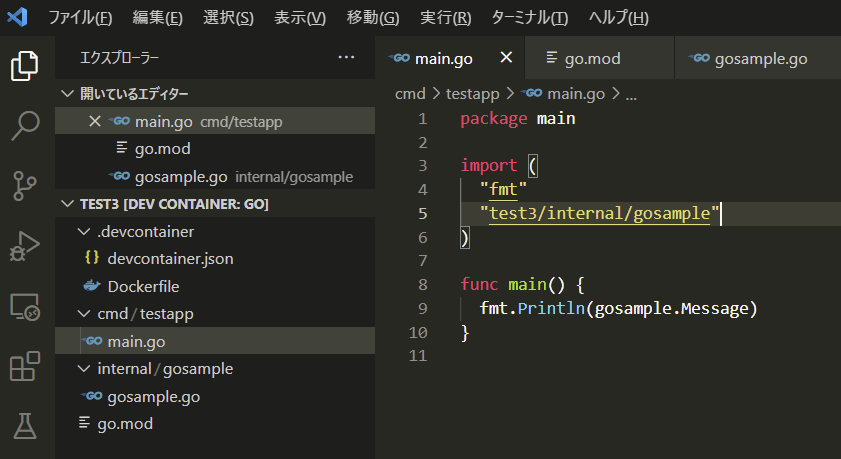 ファイル(F) 編集(E) 選択(S) 表示(V) 移動(G) 実行(R) ターミナル(T) ヘルプ(H)
エクスプローラー ...
開いているエディター
main.go cmd/testapp
go.mod
gosample.go internal/gosample
TEST3 [DEV CONTAINER: GO]
.devcontainer
{} devcontainer.json
Dockerfile
cmd / testapp
main.go
internal / gosample
gosample.go
go.mod
main.go go.mod gosample.go
cmd > testapp > main.go > ...
1 package main
2
3 import (
4 "fmt"
5 "test3/internal/gosample"
6 )
7
8 func main() {
9 fmt.Println(gosample.Message)
10 }
11